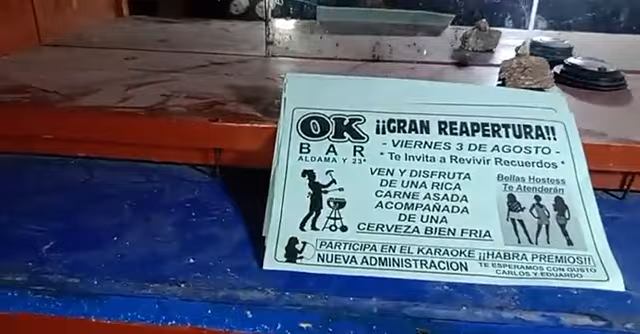 OK
BAR
ALDAMA Y 23ª
¡¡GRAN REAPERTURA!!
- VIERNES 3 DE AGOSTO -
* Te Invita a Revivir Recuerdos *
VEN Y DISFRUTA
DE UNA RICA
CARNE ASADA
ACOMPAÑADA
DE UNA
CERVEZA BIEN FRIA
Bellas Hostess
Te Atenderán
PARTICIPA EN EL KARAOKE ¡¡HABRA PREMIOS!!
NUEVA ADMINISTRACION
TE ESPERAMOS CON GUSTO
CARLOS Y EDUARDO